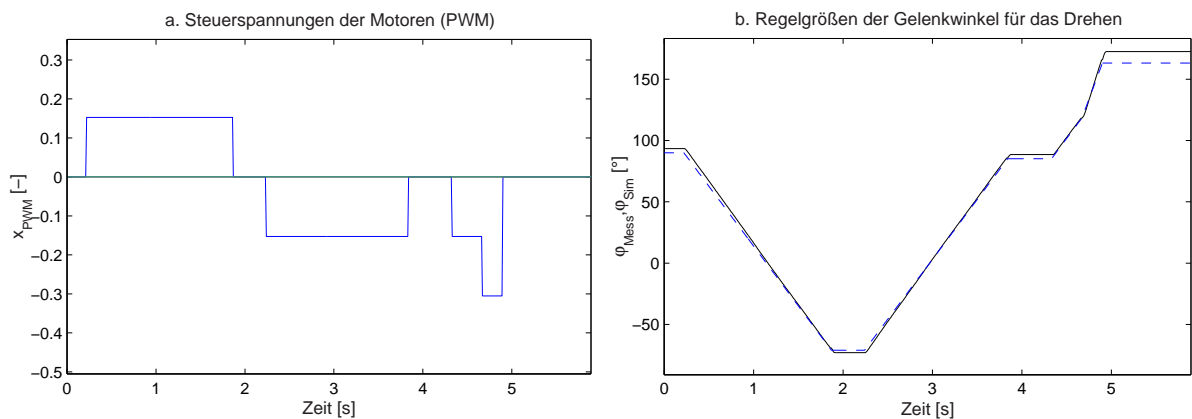 a. Steuerspannungen der Motoren (PWM)
0.3
0.2
0.1
0
−0.1
−0.2
−0.3
−0.4
−0.5
x_PWM [−]
0 1 2 3 4 5
Zeit [s]
b. Regelgrößen der Gelenkwinkel für das Drehen
150
100
50
0
−50
φ_Mess,φ_Sim [°]
0 1 2 3 4 5
Zeit [s]